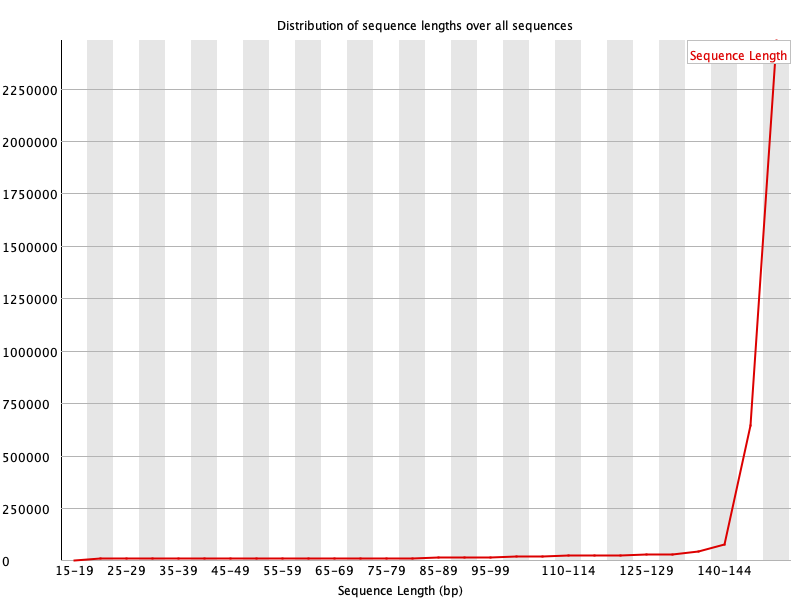 Distribution of sequence lengths over all sequences
Sequence Length
2250000
2000000
1750000
1500000
1250000
1000000
750000
500000
250000
0
15-19 25-29 35-39 45-49 55-59 65-69 75-79 85-89 95-99 110-114 125-129 140-144
Sequence Length (bp)